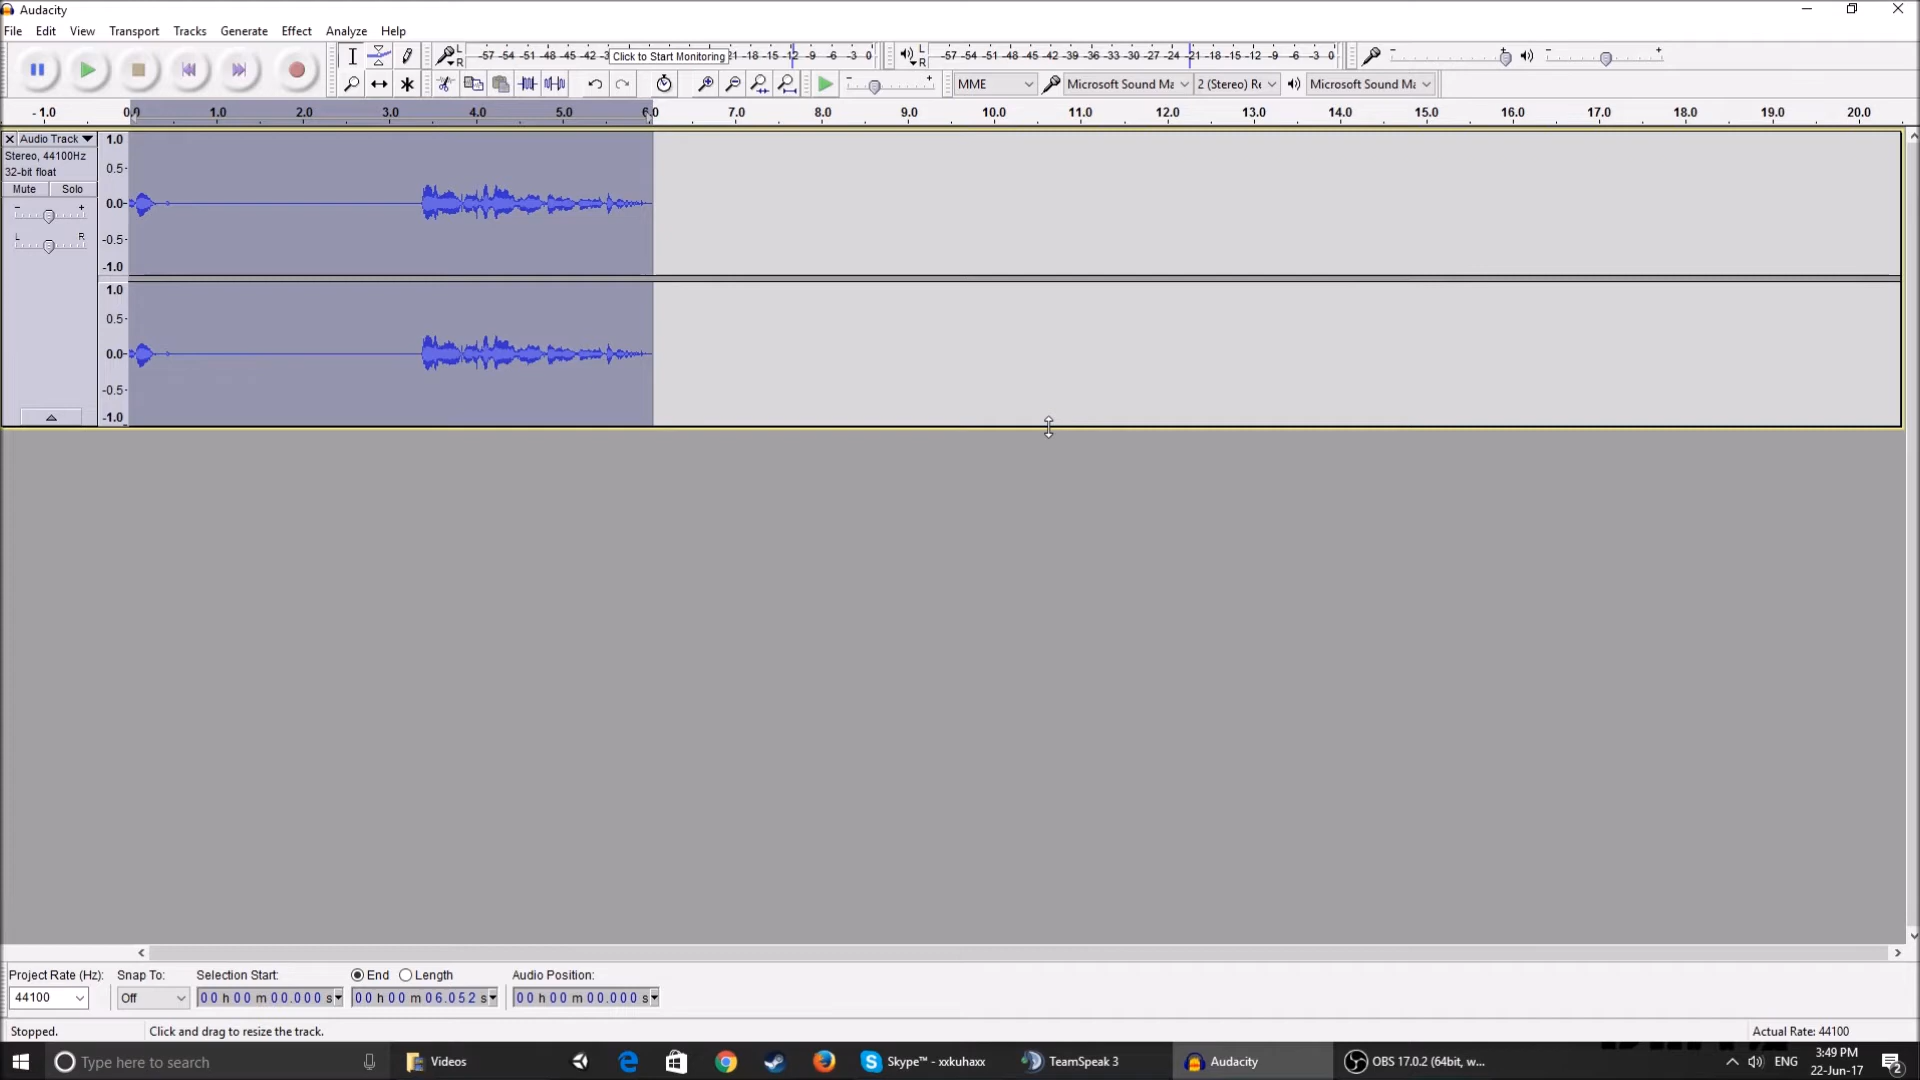 Audacity
File Edit View Transport Tracks Generate Effect Analyze Help
L R -57 -54 -51 -48 -45 -42 -3 Click to Start Monitoring 21 -18 -15 -12 -9 -6 -3 0 L R -57 -54 -51 -48 -45 -42 -39 -36 -33 -30 -27 -24 -21 -18 -15 -12 -9 -6 -3 0 - + - +
- + MME Microsoft Sound Ma 2 (Stereo) Re Microsoft Sound Ma
- 1.0 0.0 1.0 2.0 3.0 4.0 5.0 6.0 7.0 8.0 9.0 10.0 11.0 12.0 13.0 14.0 15.0 16.0 17.0 18.0 19.0 20.0
Audio Track 1.0
Stereo, 44100Hz
0.5
32-bit float
Mute Solo
- + 0.0
L R -0.5
-1.0
1.0
0.5
0.0
-0.5
-1.0
Project Rate (Hz): Snap To: Selection Start: End Length Audio Position:
44100 Off 00 h 00 m 00.000 s 00 h 00 m 06.052 s 00 h 00 m 00.000 s
Stopped. Click and drag to resize the track. Actual Rate: 44100
Type here to search Videos Skype™ - xxkuhaxx TeamSpeak 3 Audacity OBS 17.0.2 (64bit, w... ENG 3:49 PM
22-Jun-17 2